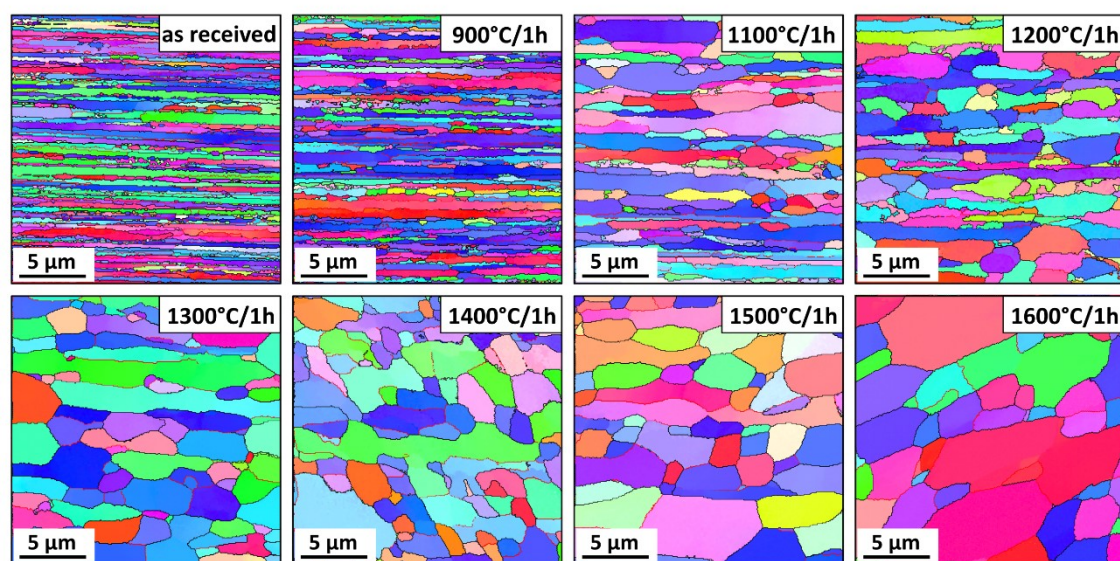 as received
900°C/1h
1100°C/1h
1200°C/1h
5 µm
5 µm
5 µm
5 µm
1300°C/1h
1400°C/1h
1500°C/1h
1600°C/1h
5 µm
5 µm
5 µm
5 µm